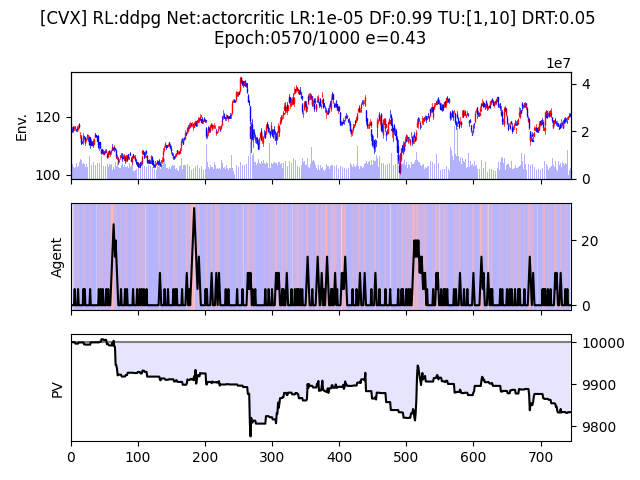 [CVX] RL:ddpg Net:actorcritic LR:1e-05 DF:0.99 TU:[1,10] DRT:0.05
Epoch:0570/1000 e=0.43
1e7
Env.
120
100
4
2
0
Agent
20
0
PV
10000
9900
9800
0 100 200 300 400 500 600 700